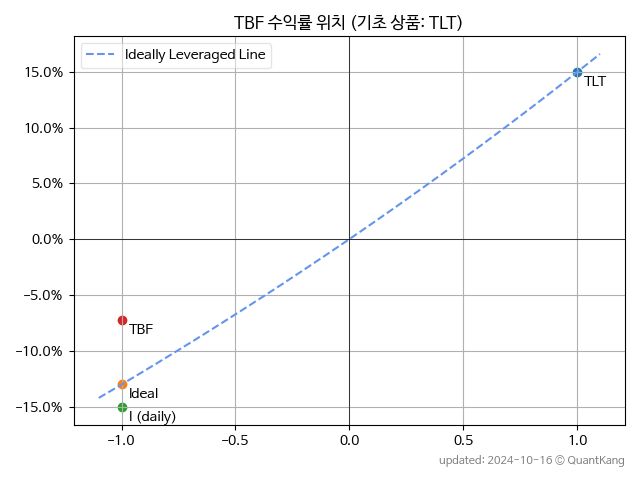 TBF 수익률 위치 (기초 상품: TLT)
Ideally Leveraged Line
15.0%
10.0%
5.0%
0.0%
−5.0%
−10.0%
−15.0%
TLT
TBF
Ideal
I (daily)
−1.0
−0.5
0.0
0.5
1.0
updated: 2024-10-16 © QuantKang